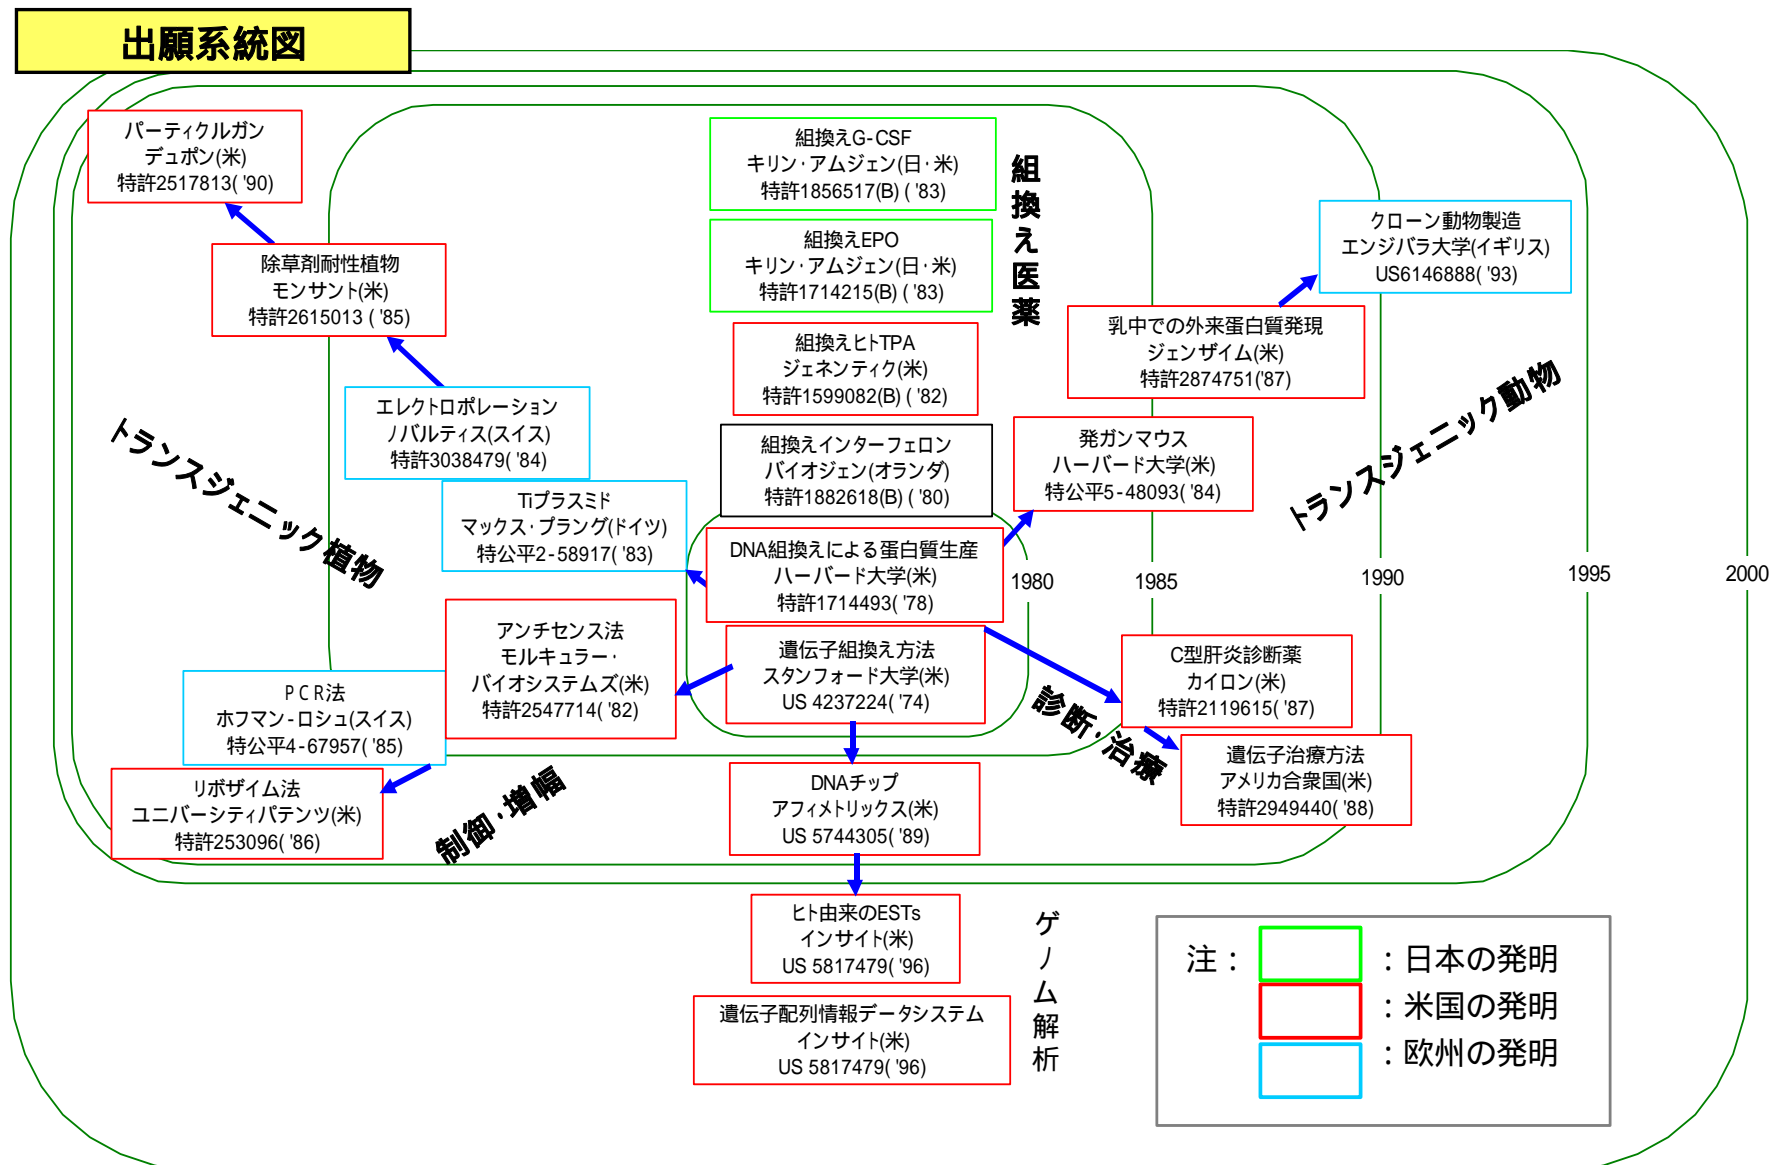 出願系統図
パーティクルガン
デュポン(米)
特許2517813( '90)
除草剤耐性植物
モンサント(米)
特許2615013 ( '85)
エレクトロポレーション
ノバルティス(スイス)
特許3038479( '84)
Tiプラスミド
マックス・プラング(ドイツ)
特公平2-58917( '83)
トランスジェニック植物
組換えG-CSF
キリン・アムジェン(日・米)
特許1856517(B) ( '83)
組換えEPO
キリン・アムジェン(日・米)
特許1714215(B) ( '83)
組換えヒトTPA
ジェネンティク(米)
特許1599082(B) ( '82)
組換えインターフェロン
バイオジェン(オランダ)
特許1882618(B) ( '80)
組換え医薬
DNA組換えによる蛋白質生産
ハーバード大学(米)
特許1714493( '78)
遺伝子組換え方法
スタンフォード大学(米)
US 4237224( '74)
クローン動物製造
エンジバラ大学(イギリス)
US6146888( '93)
乳中での外来蛋白質発現
ジェンザイム(米)
特許2874751('87)
発ガンマウス
ハーバード大学(米)
特公平5-48093( '84)
トランスジェニック動物
1980
1985
1990
1995
2000
アンチセンス法
モルキュラー・
バイオシステムズ(米)
特許2547714( '82)
PCR法
ホフマン-ロシュ(スイス)
特公平4-67957( '85)
リボザイム法
ユニバーシティパテンツ(米)
特許253096( '86)
制御・増幅
C型肝炎診断薬
カイロン(米)
特許2119615( '87)
遺伝子治療方法
アメリカ合衆国(米)
特許2949440( '88)
診断・治療
DNAチップ
アフィメトリックス(米)
US 5744305( '89)
ヒト由来のESTs
インサイト(米)
US 5817479( '96)
遺伝子配列情報データシステム
インサイト(米)
US 5817479( '96)
ゲノム解析
注：
：日本の発明
：米国の発明
：欧州の発明